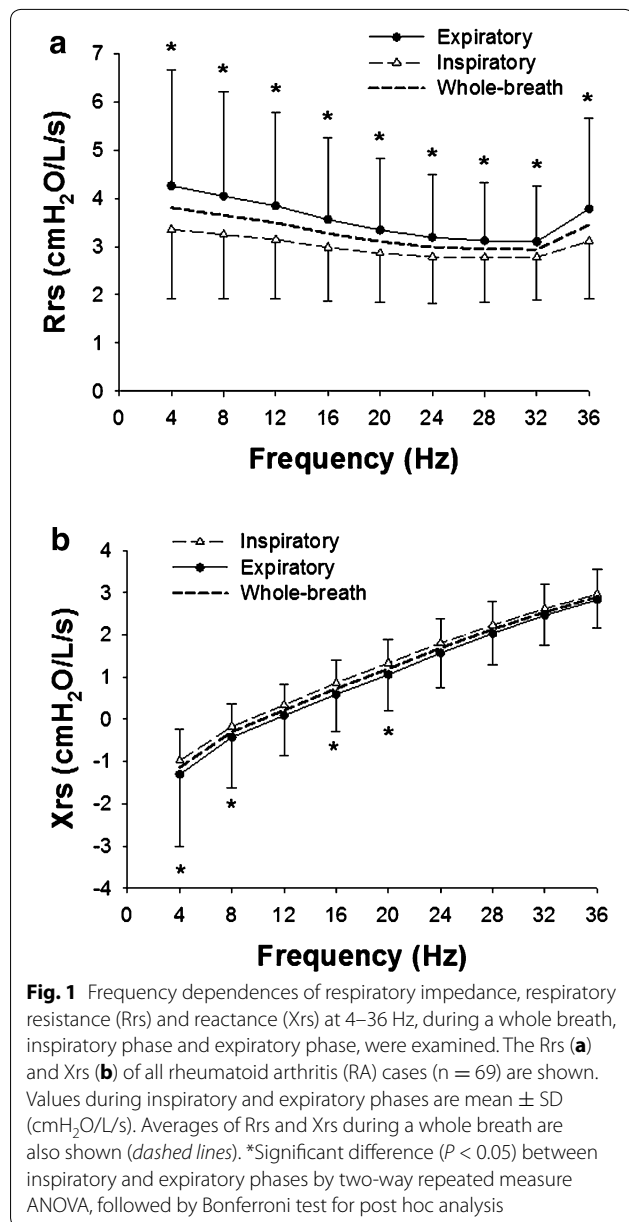 a
Expiratory
Inspiratory
Whole-breath
7
6
5
4
3
2
1
0
* * * * * * * * *
Rrs (cmH₂O/L/s)
0 4 8 12 16 20 24 28 32 36
Frequency (Hz)
b
Inspiratory
Expiratory
Whole-breath
4
3
2
1
0
-1
-2
-3
-4
* * * *
Xrs (cmH₂O/L/s)
0 4 8 12 16 20 24 28 32 36
Frequency (Hz)
Fig. 1 Frequency dependences of respiratory impedance, respiratory
resistance (Rrs) and reactance (Xrs) at 4–36 Hz, during a whole breath,
inspiratory phase and expiratory phase, were examined. The Rrs (a)
and Xrs (b) of all rheumatoid arthritis (RA) cases (n = 69) are shown.
Values during inspiratory and expiratory phases are mean ± SD
(cmH₂O/L/s). Averages of Rrs and Xrs during a whole breath are
also shown (dashed lines). *Significant difference (P < 0.05) between
inspiratory and expiratory phases by two-way repeated measure
ANOVA, followed by Bonferroni test for post hoc analysis